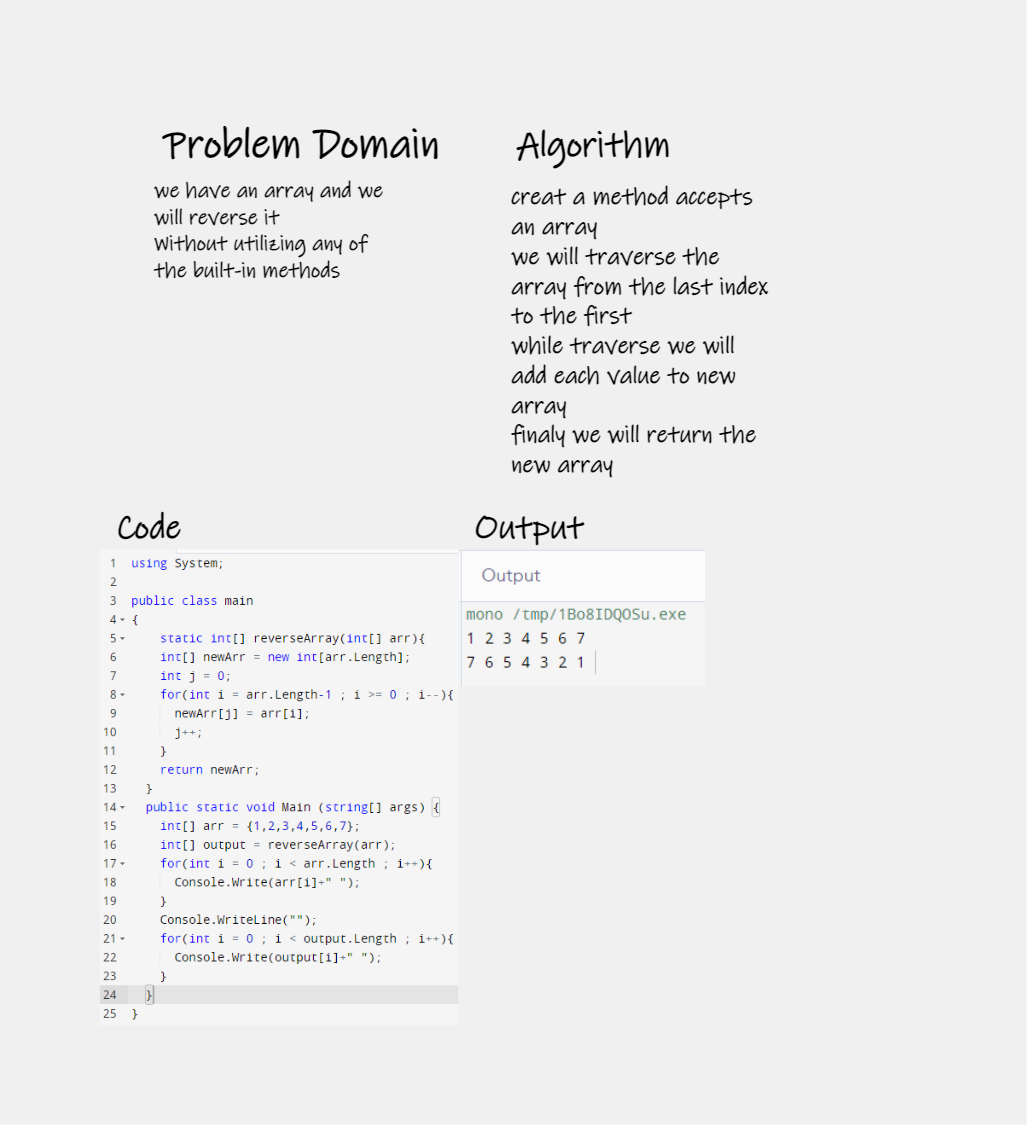 Problem Domain
we have an array and we
will reverse it
Without utilizing any of
the built-in methods
Algorithm
creat a method accepts
an array
we will traverse the
array from the last index
to the first
while traverse we will
add each value to new
array
finaly we will return the
new array
Code
1 using System;
2
3 public class main
4 {
5 static int[] reverseArray(int[] arr){
6 int[] newArr = new int[arr.Length];
7 int j = 0;
8 for(int i = arr.Length-1 ; i >= 0 ; i--){
9 newArr[j] = arr[i];
10 j++;
11 }
12 return newArr;
13 }
14 public static void Main (string[] args) {
15 int[] arr = {1,2,3,4,5,6,7};
16 int[] output = reverseArray(arr);
17 for(int i = 0 ; i < arr.Length ; i++){
18 Console.Write(arr[i]+" ");
19 }
20 Console.WriteLine("");
21 for(int i = 0 ; i < output.Length ; i++){
22 Console.Write(output[i]+" ");
23 }
24 }
25 }
Output
Output
mono /tmp/1Bo8IDQOSu.exe
1 2 3 4 5 6 7
7 6 5 4 3 2 1